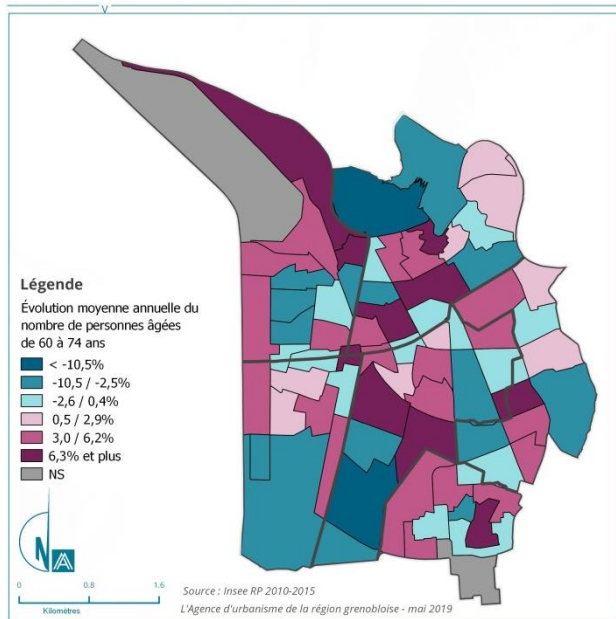 Légende
Évolution moyenne annuelle du
nombre de personnes âgées
de 60 à 74 ans
< -10,5%
-10,5 / -2,5%
-2,6 / 0,4%
0,5 / 2,9%
3,0 / 6,2%
6,3% et plus
NS
N
0 0.8 1.6
Kilomètres
Source : Insee RP 2010-2015
L'Agence d'urbanisme de la région grenobloise - mai 2019